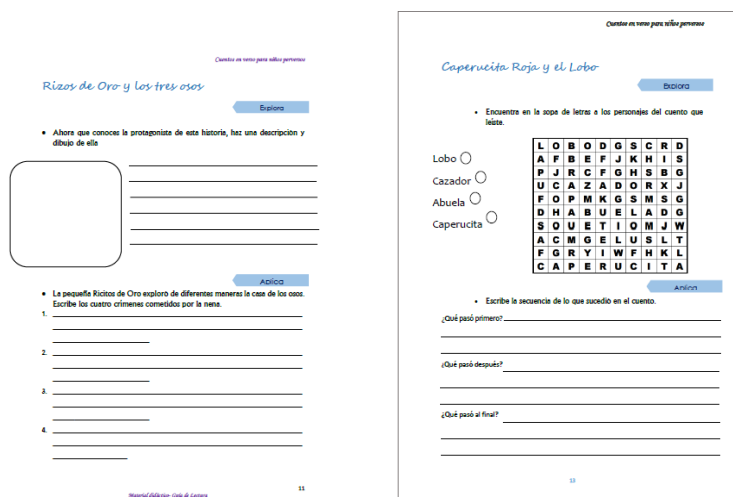 Cuentos en verso para niños perversos
Rizos de Oro y los tres osos
Explora
• Ahora que conoces la protagonista de esta historia, haz una descripción y
dibujo de ella
Aplica
• La pequeña Ricitos de Oro exploró de diferentes maneras la casa de los osos.
Escribe los cuatro crímenes cometidos por la nena.
1.
2.
3.
4.
11
Material didáctico- Guía de Lectura
Cuentos en verso para niños perversos
Caperucita Roja y el Lobo
Explora
• Encuentra en la sopa de letras a los personajes del cuento que
leíste.
Lobo
Cazador
Abuela
Caperucita
L O B O D G S C R D
A F B E F J K H I S
P J R C F G H S B G
U C A Z A D O R X J
F O P M K G S M S G
D H A B U E L A D G
S O U E T I O M J W
A C M G E L U S L T
F G R Y I W F H K L
C A P E R U C I T A
Aplica
• Escribe la secuencia de lo que sucedió en el cuento.
¿Qué pasó primero?
¿Qué pasó después?
¿Qué pasó al final?